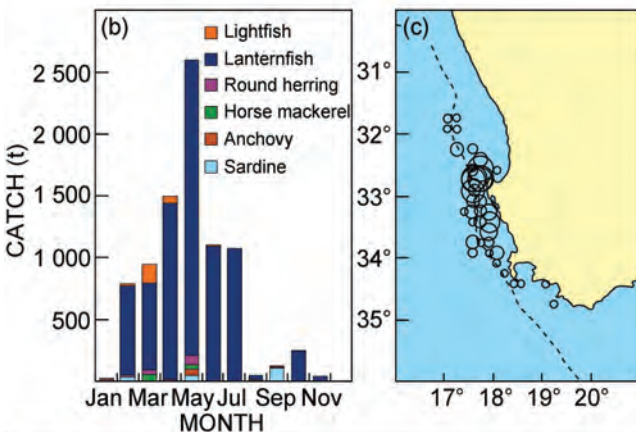 (b)
Lightfish
Lanternfish
Round herring
Horse mackerel
Anchovy
Sardine
CATCH (t)
2 500
2 000
1 500
1 000
500
Jan Mar May Jul Sep Nov
MONTH
(c)
31°
32°
33°
34°
35°
17° 18° 19° 20°